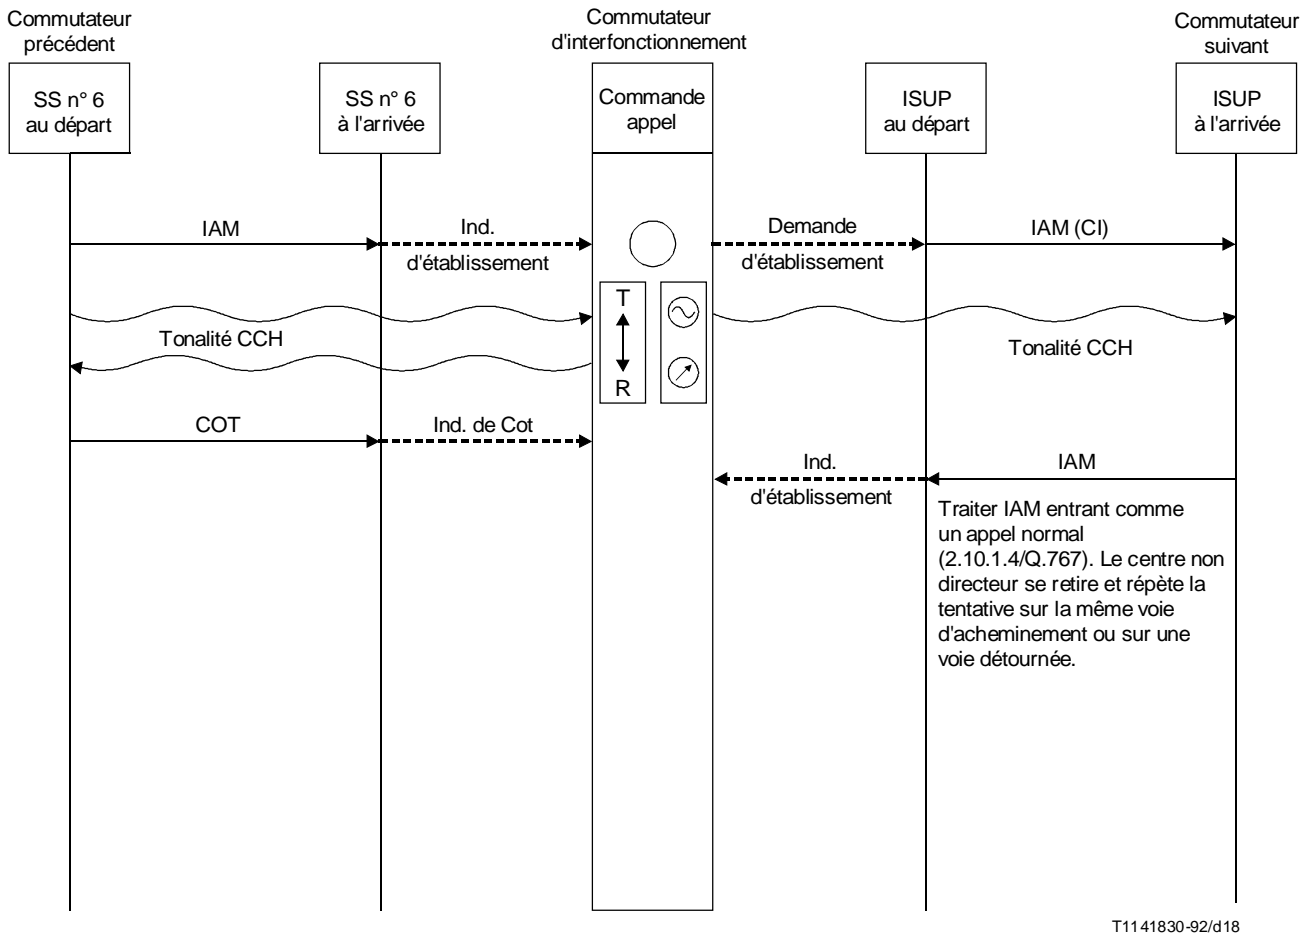 Commutateur
précédent
Commutateur
d'interfonctionnement
Commutateur
suivant
SS n° 6
au départ
SS n° 6
à l'arrivée
Commande
appel
ISUP
au départ
ISUP
à l'arrivée
IAM
Ind.
d'établissement
Demande
d'établissement
IAM (CI)
T
R
Tonalité CCH
Tonalité CCH
COT
Ind. de Cot
Ind.
d'établissement
IAM
Traiter IAM entrant comme
un appel normal
(2.10.1.4/Q.767). Le centre non
directeur se retire et répète la
tentative sur la même voie
d'acheminement ou sur une
voie détournée.
T1141830-92/d18